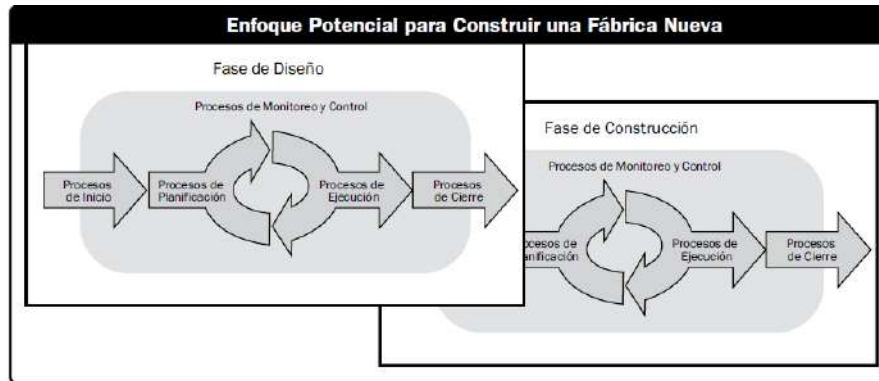 Enfoque Potencial para Construir una Fábrica Nueva
Fase de Diseño
Procesos de Monitoreo y Control
Procesos
de Inicio
Procesos de
Planificación
Procesos de
Ejecución
Procesos
de Cierre
Fase de Construcción
Procesos de Monitoreo y Control
ocesos de
anificación
Procesos de
Ejecución
Procesos
de Cierre